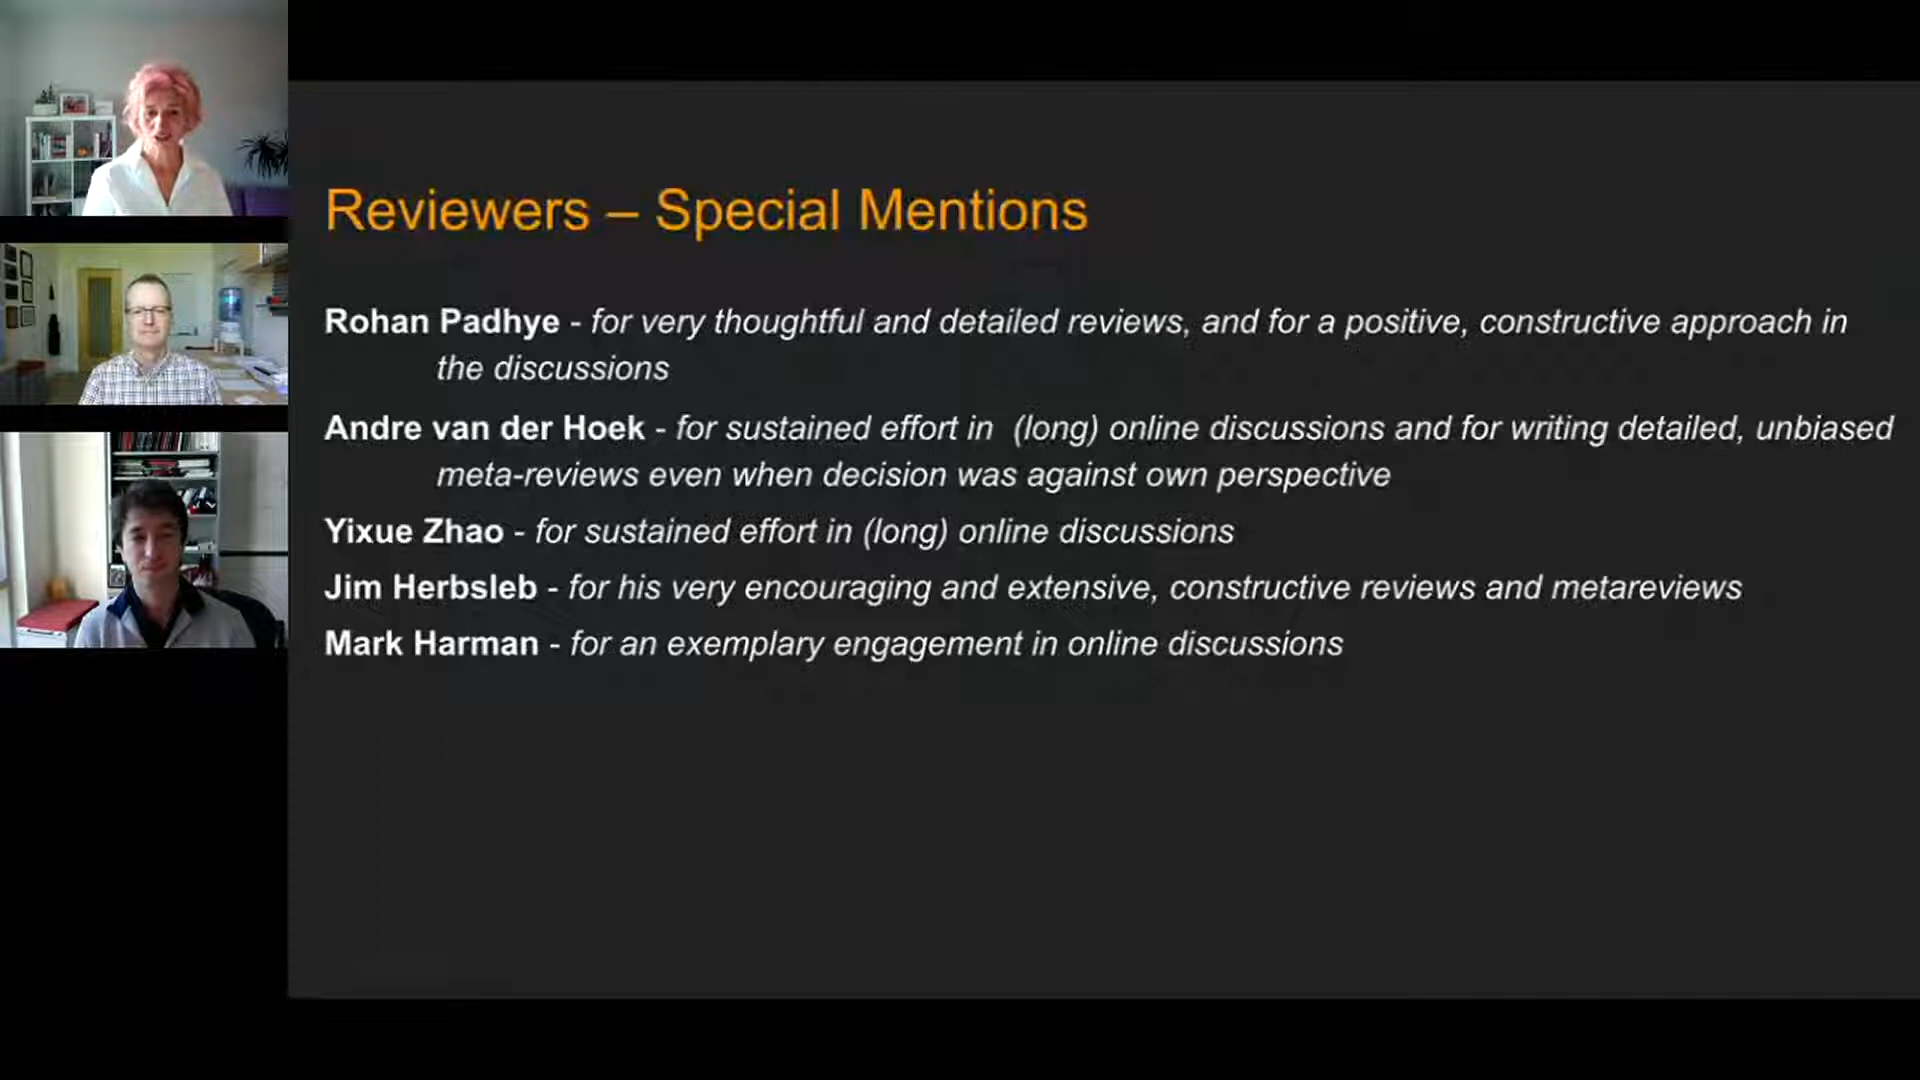 Reviewers – Special Mentions
Rohan Padhye - for very thoughtful and detailed reviews, and for a positive, constructive approach in
the discussions
Andre van der Hoek - for sustained effort in (long) online discussions and for writing detailed, unbiased
meta-reviews even when decision was against own perspective
Yixue Zhao - for sustained effort in (long) online discussions
Jim Herbsleb - for his very encouraging and extensive, constructive reviews and metareviews
Mark Harman - for an exemplary engagement in online discussions